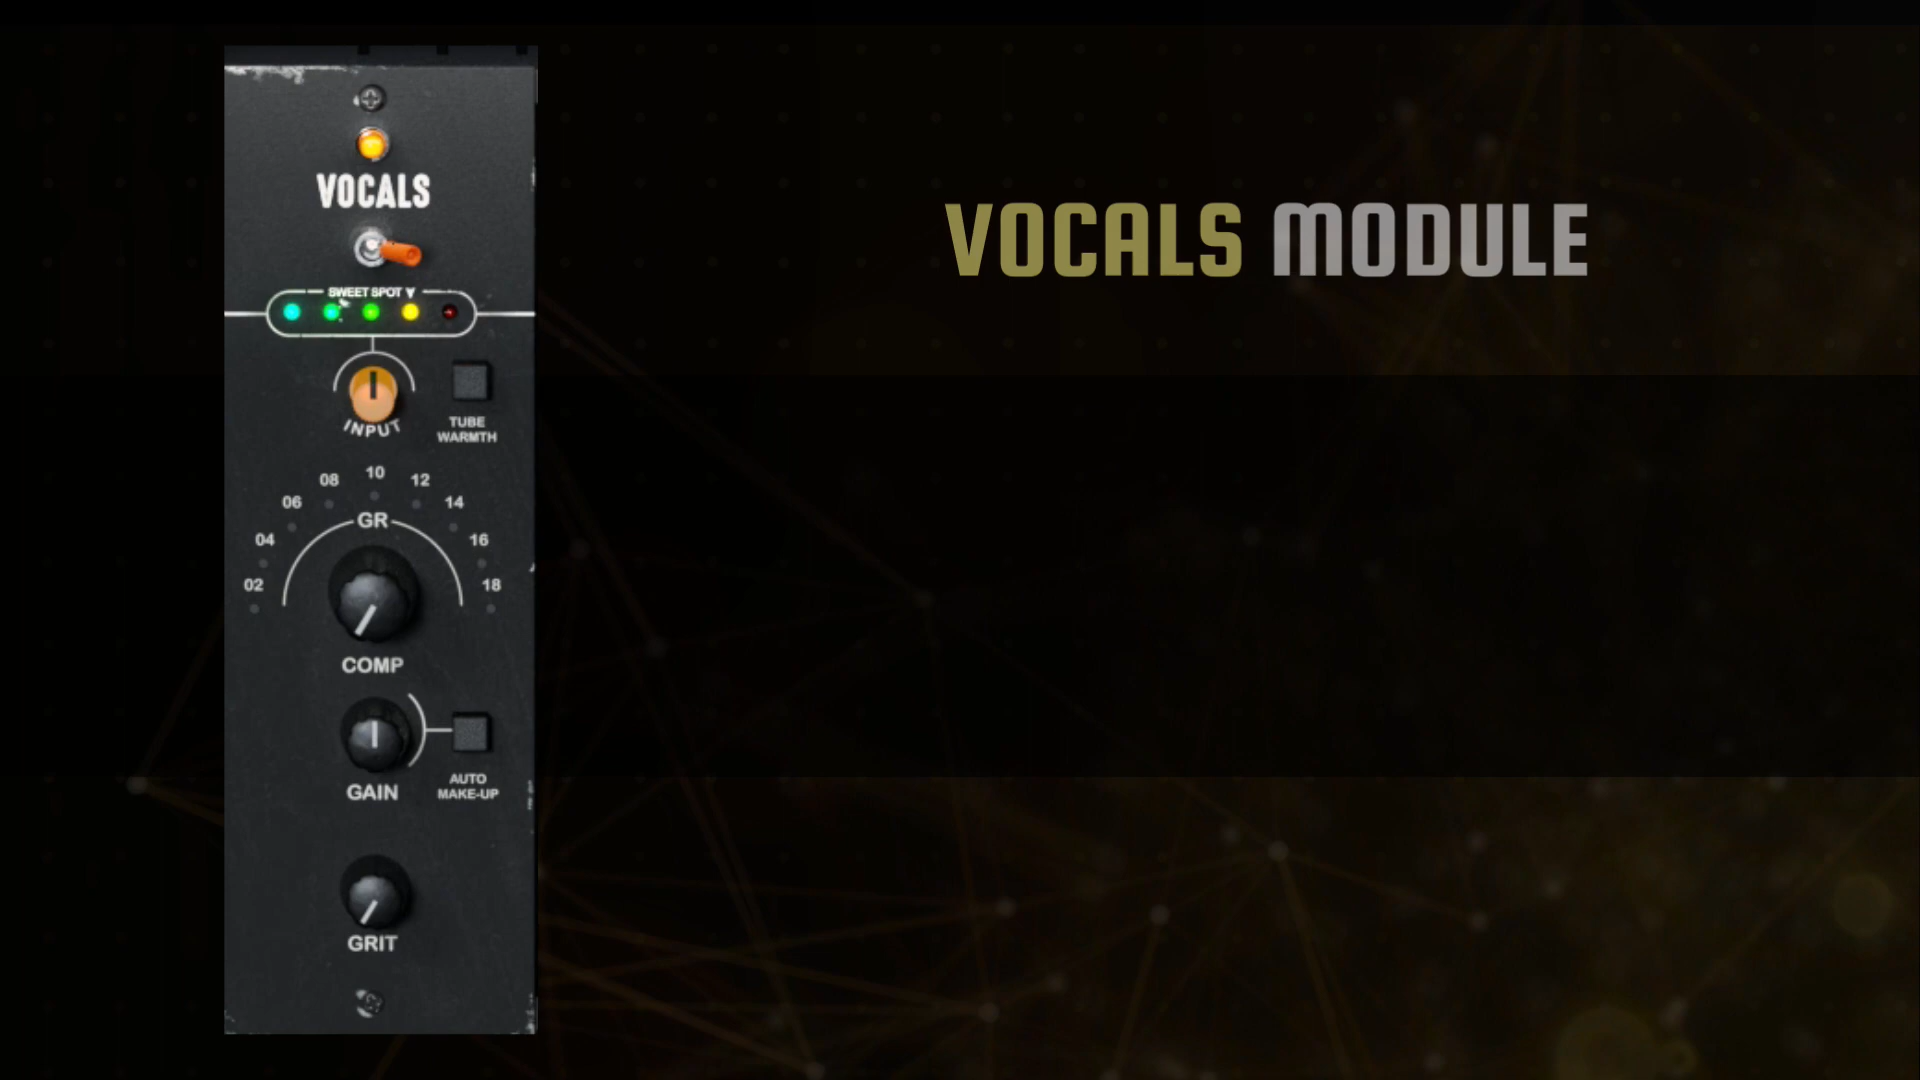 VOCALS
VOCALS MODULE
SWEET SPOT
INPUT
TUBE
WARMTH
10
08 12
06 14
GR
04 16
02 18
COMP
AUTO
GAIN MAKE-UP
GRIT